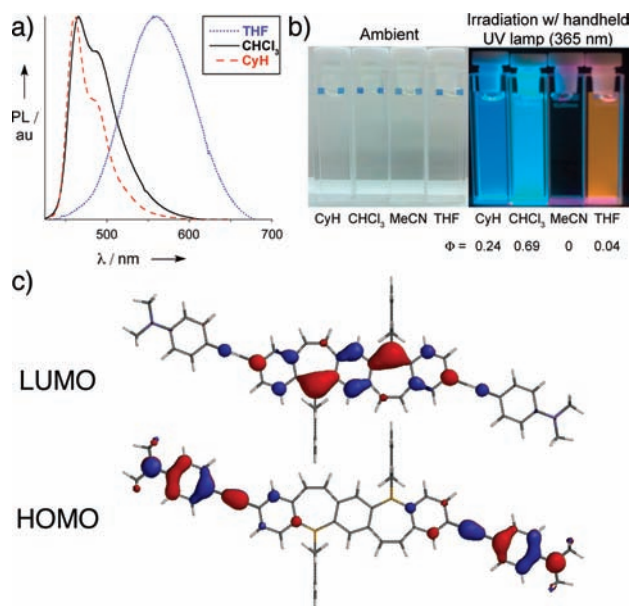 a)
PL /
au
THF
CHCl₃
CyH
500
600
700
λ / nm
b)
Ambient
Irradiation w/ handheld
UV lamp (365 nm)
CyH CHCl₃ MeCN THF
CyH CHCl₃ MeCN THF
Φ = 0.24 0.69 0 0.04
c)
LUMO
HOMO